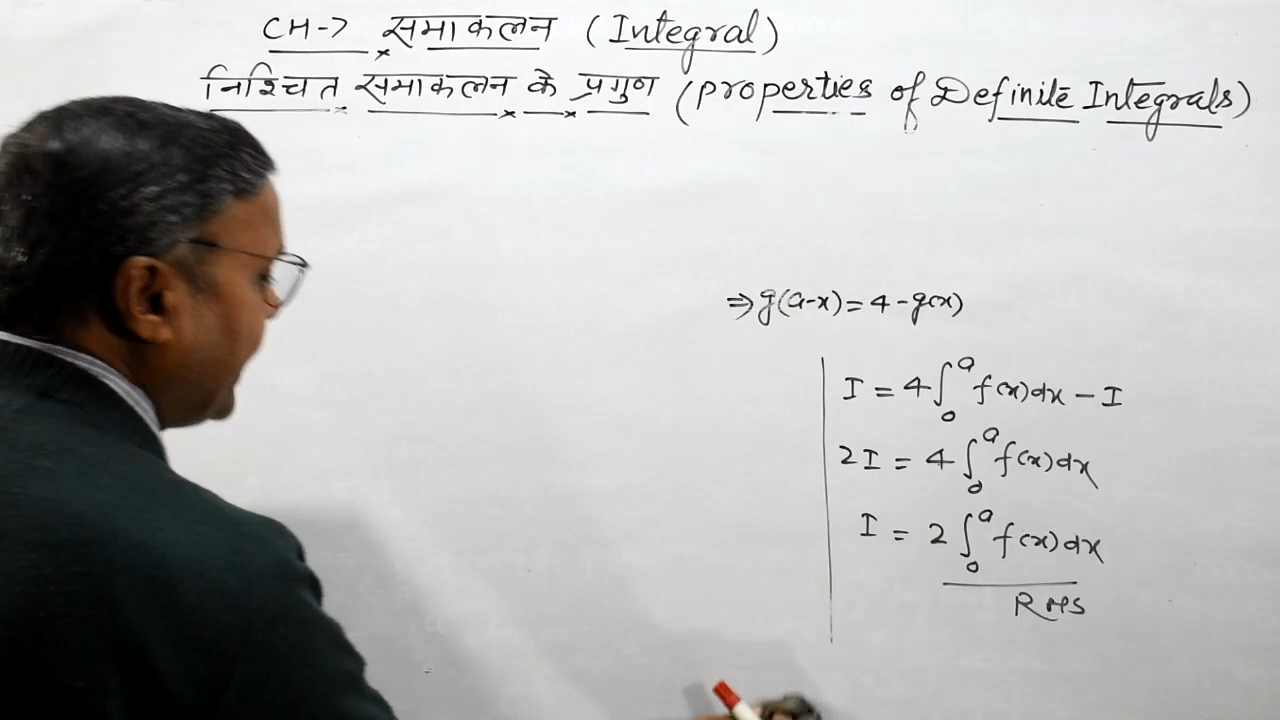 CH-7 समाकलन (Integral)
निश्चित समाकलन के प्रगुण (properties of Definite Integrals)
⇒ g(a-x) = 4 - g(x)
I = 4∫₀ᵃ f(x)dx - I
2I = 4∫₀ᵃ f(x)dx
I = 2∫₀ᵃ f(x)dx
RHS